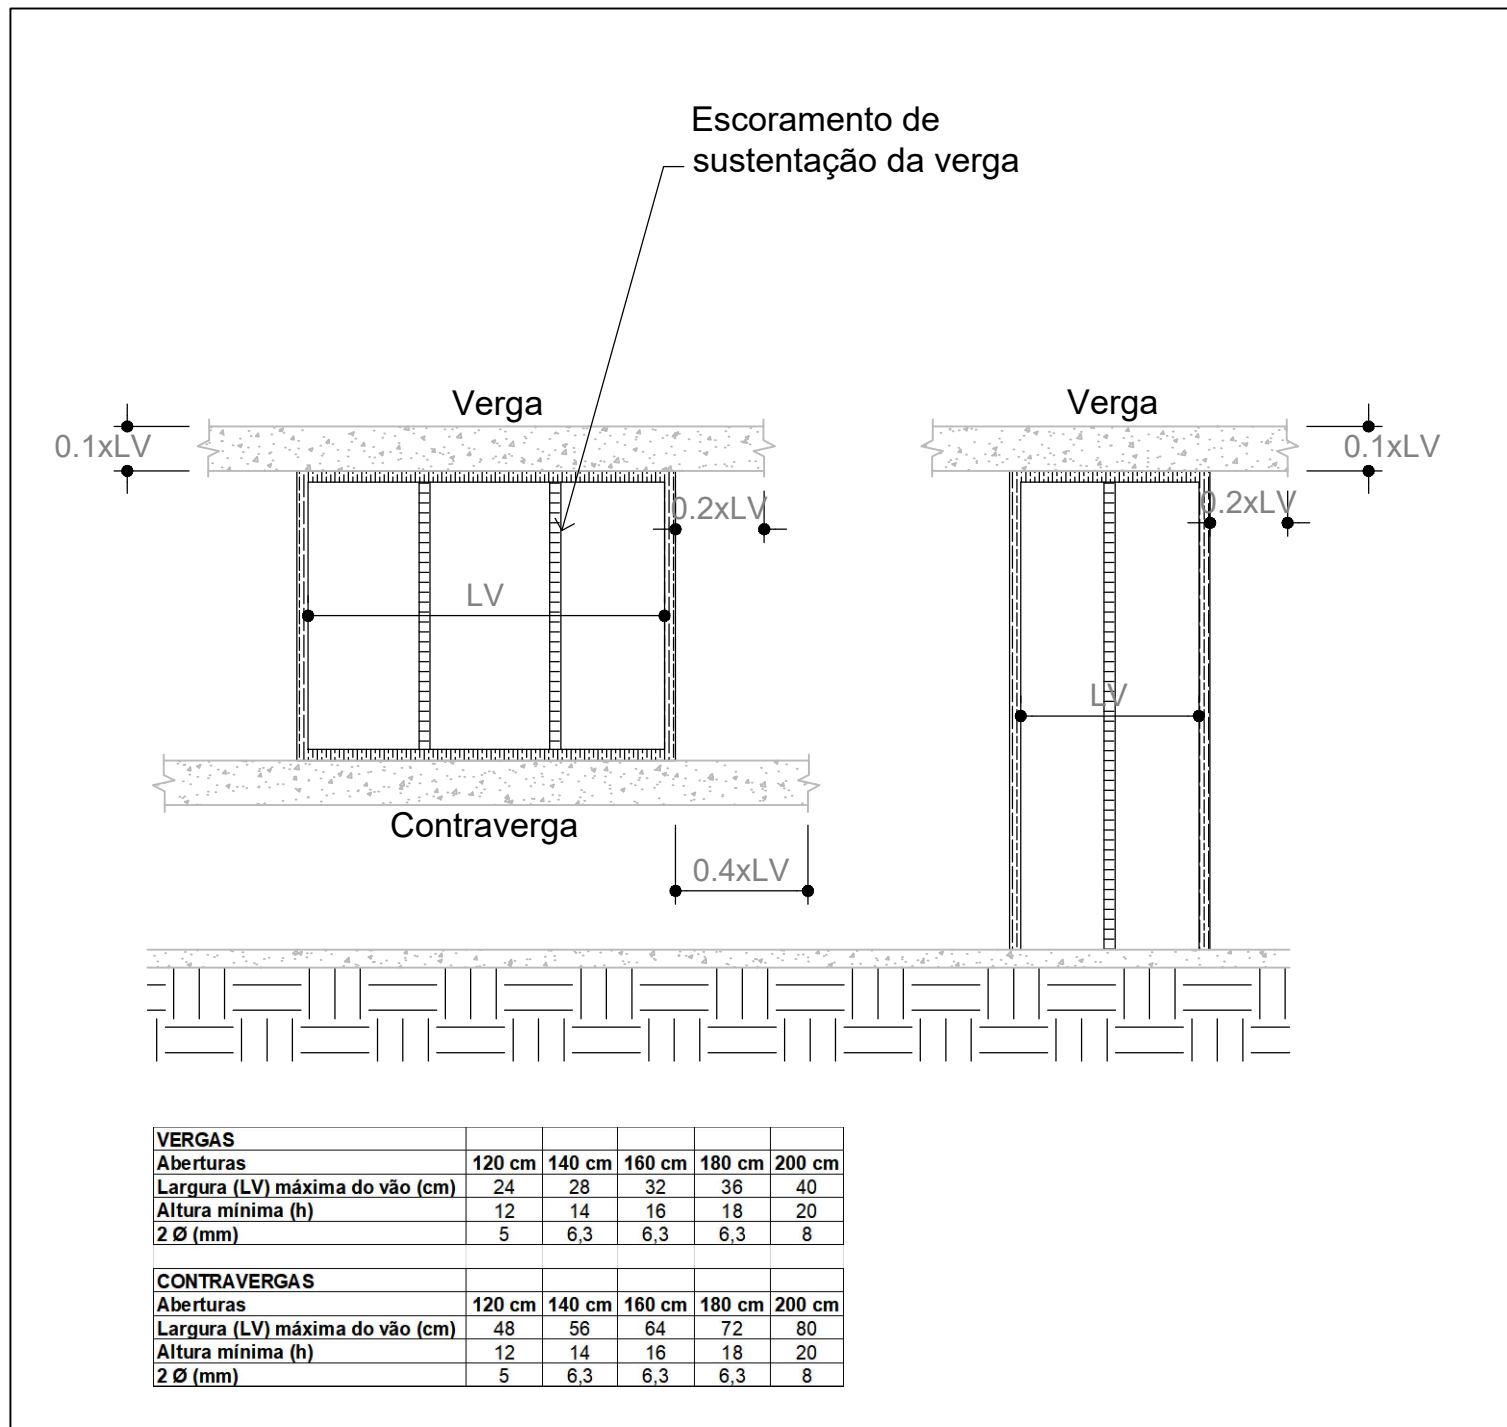 Escoramento de
sustentação da verga
Verga
Verga
0.1xLV
0.1xLV
0.2xLV
0.2xLV
LV
LV
Contraverga
0.4xLV
VERGAS
Aberturas 120 cm 140 cm 160 cm 180 cm 200 cm
Largura (LV) máxima do vão (cm) 24 28 32 36 40
Altura mínima (h) 12 14 16 18 20
2 Ø (mm) 5 6,3 6,3 6,3 8
CONTRAVERGAS
Aberturas 120 cm 140 cm 160 cm 180 cm 200 cm
Largura (LV) máxima do vão (cm) 48 56 64 72 80
Altura mínima (h) 12 14 16 18 20
2 Ø (mm) 5 6,3 6,3 6,3 8